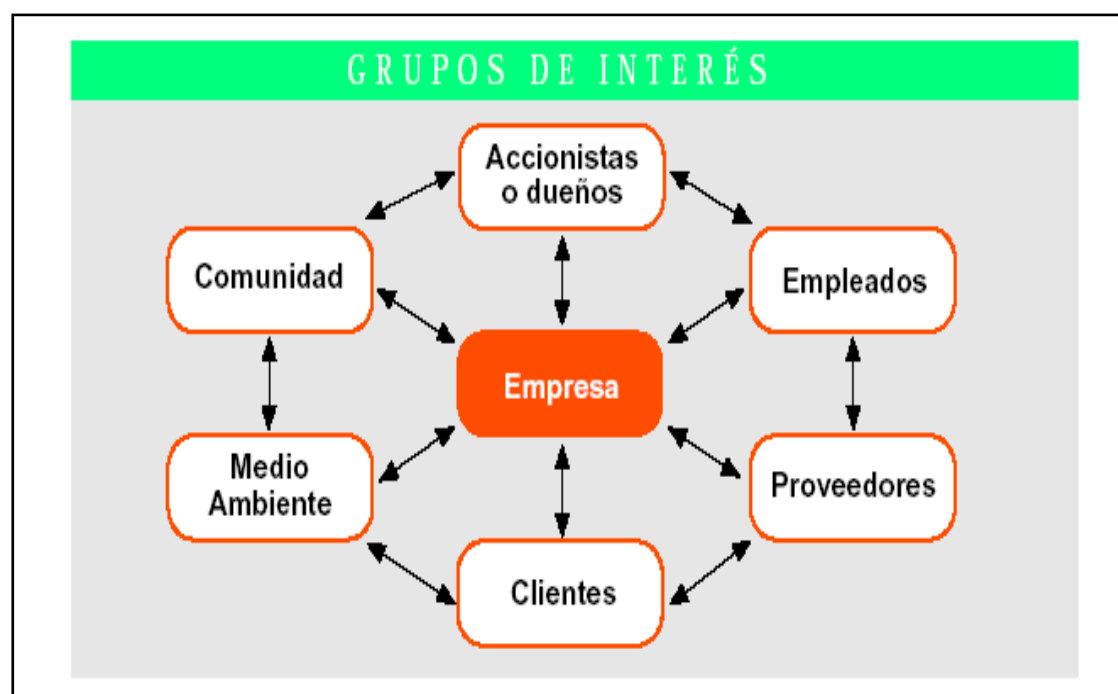 GRUPOS DE INTERÉS
Accionistas
o dueños
Comunidad
Empleados
Empresa
Medio
Ambiente
Proveedores
Clientes